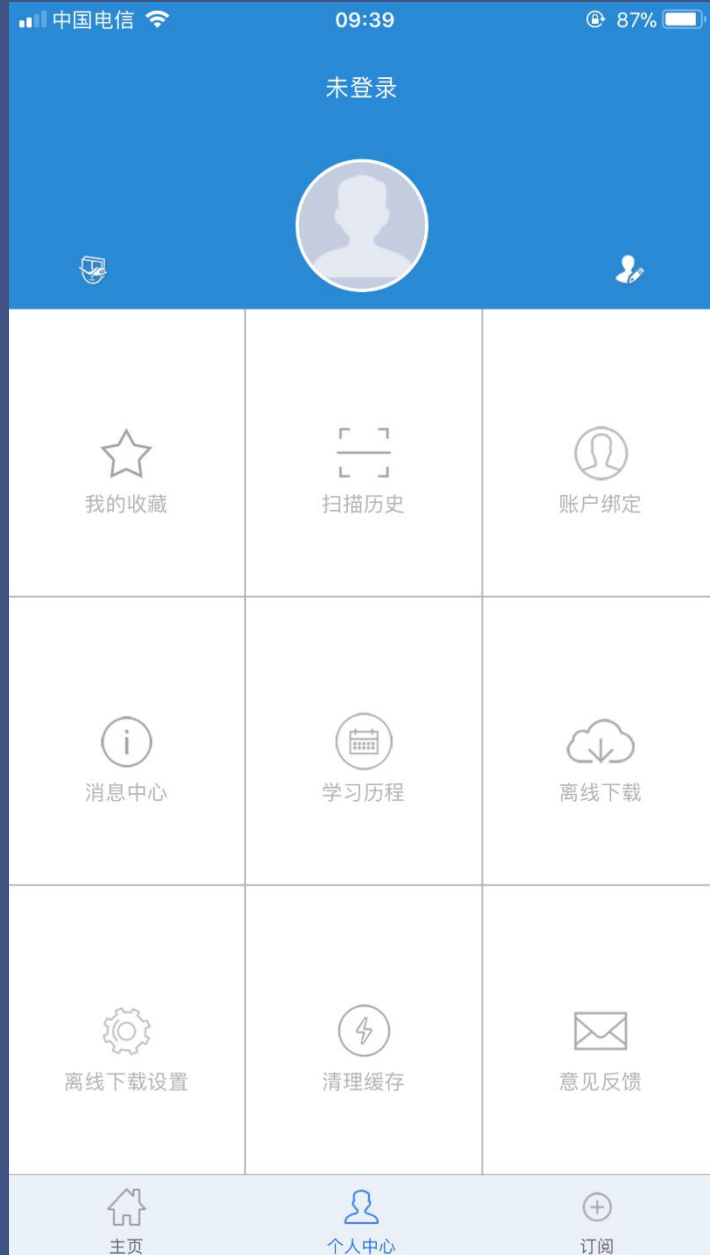 中国电信 09:39 87%
未登录
我的收藏 扫描历史 账户绑定
消息中心 学习历程 离线下载
离线下载设置 清理缓存 意见反馈
主页 个人中心 订阅